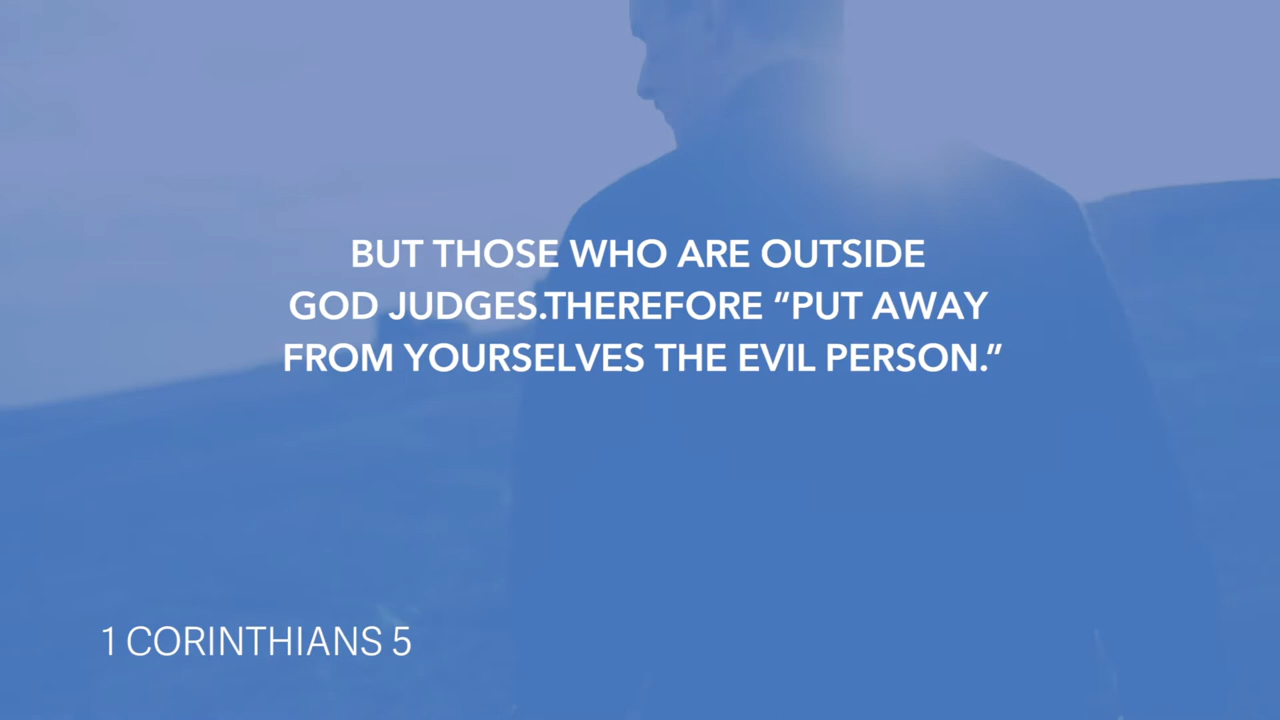 BUT THOSE WHO ARE OUTSIDE
GOD JUDGES.THEREFORE “PUT AWAY
FROM YOURSELVES THE EVIL PERSON.”
1 CORINTHIANS 5